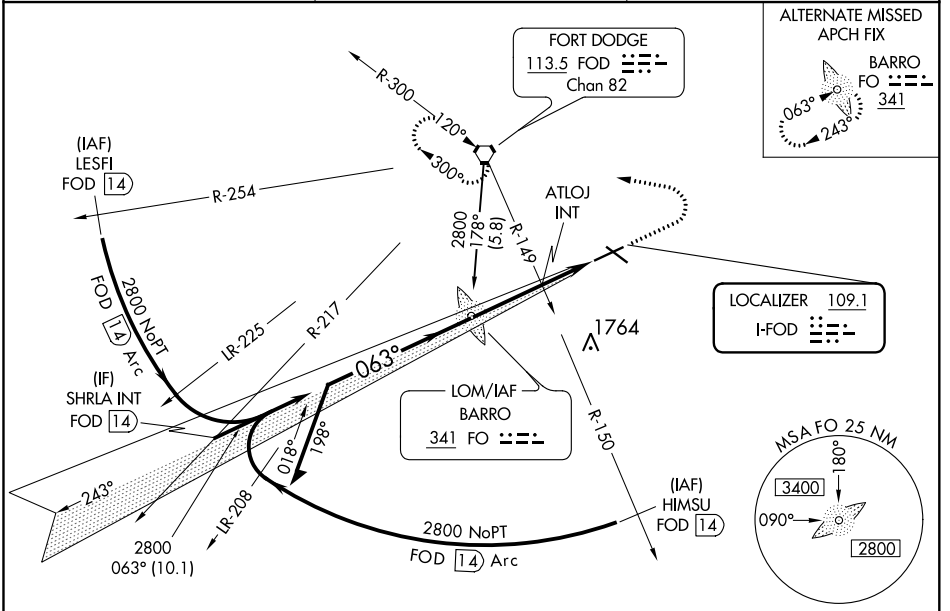 ALTERNATE MISSED
APCH FIX
BARRO
FO
341
063°
243°
FORT DODGE
113.5 FOD
Chan 82
R-300
120°
300°
(IAF)
LESFI
FOD 14
R-254
2800
178°
(5.8)
R-149
ATLOJ
INT
2800 NoPT
FOD 14 Arc
LR-225
R-217
LOCALIZER 109.1
I-FOD
1764
063°
(IF)
SHRLA INT
FOD 14
LOM/IAF
BARRO
341 FO
018°
198°
R-150
MSA FO 25 NM
180°
3400
090°
2800
243°
LR-208
(IAF)
HIMSU
FOD 14
2800
063° (10.1)
2800 NoPT
FOD 14 Arc